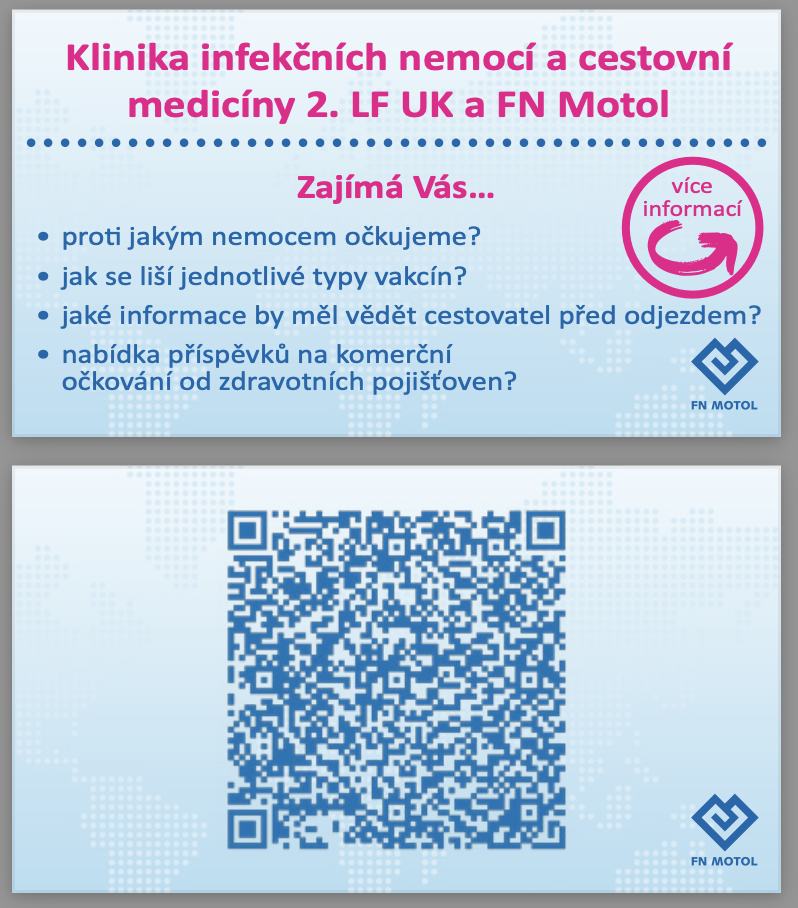 Klinika infekčních nemocí a cestovní
medicíny 2. LF UK a FN Motol
Zajímá Vás...
více
informací
• proti jakým nemocem očkujeme?
• jak se liší jednotlivé typy vakcín?
• jaké informace by měl vědět cestovatel před odjezdem?
• nabídka příspěvků na komerční
očkování od zdravotních pojišťoven?
FN MOTOL
FN MOTOL